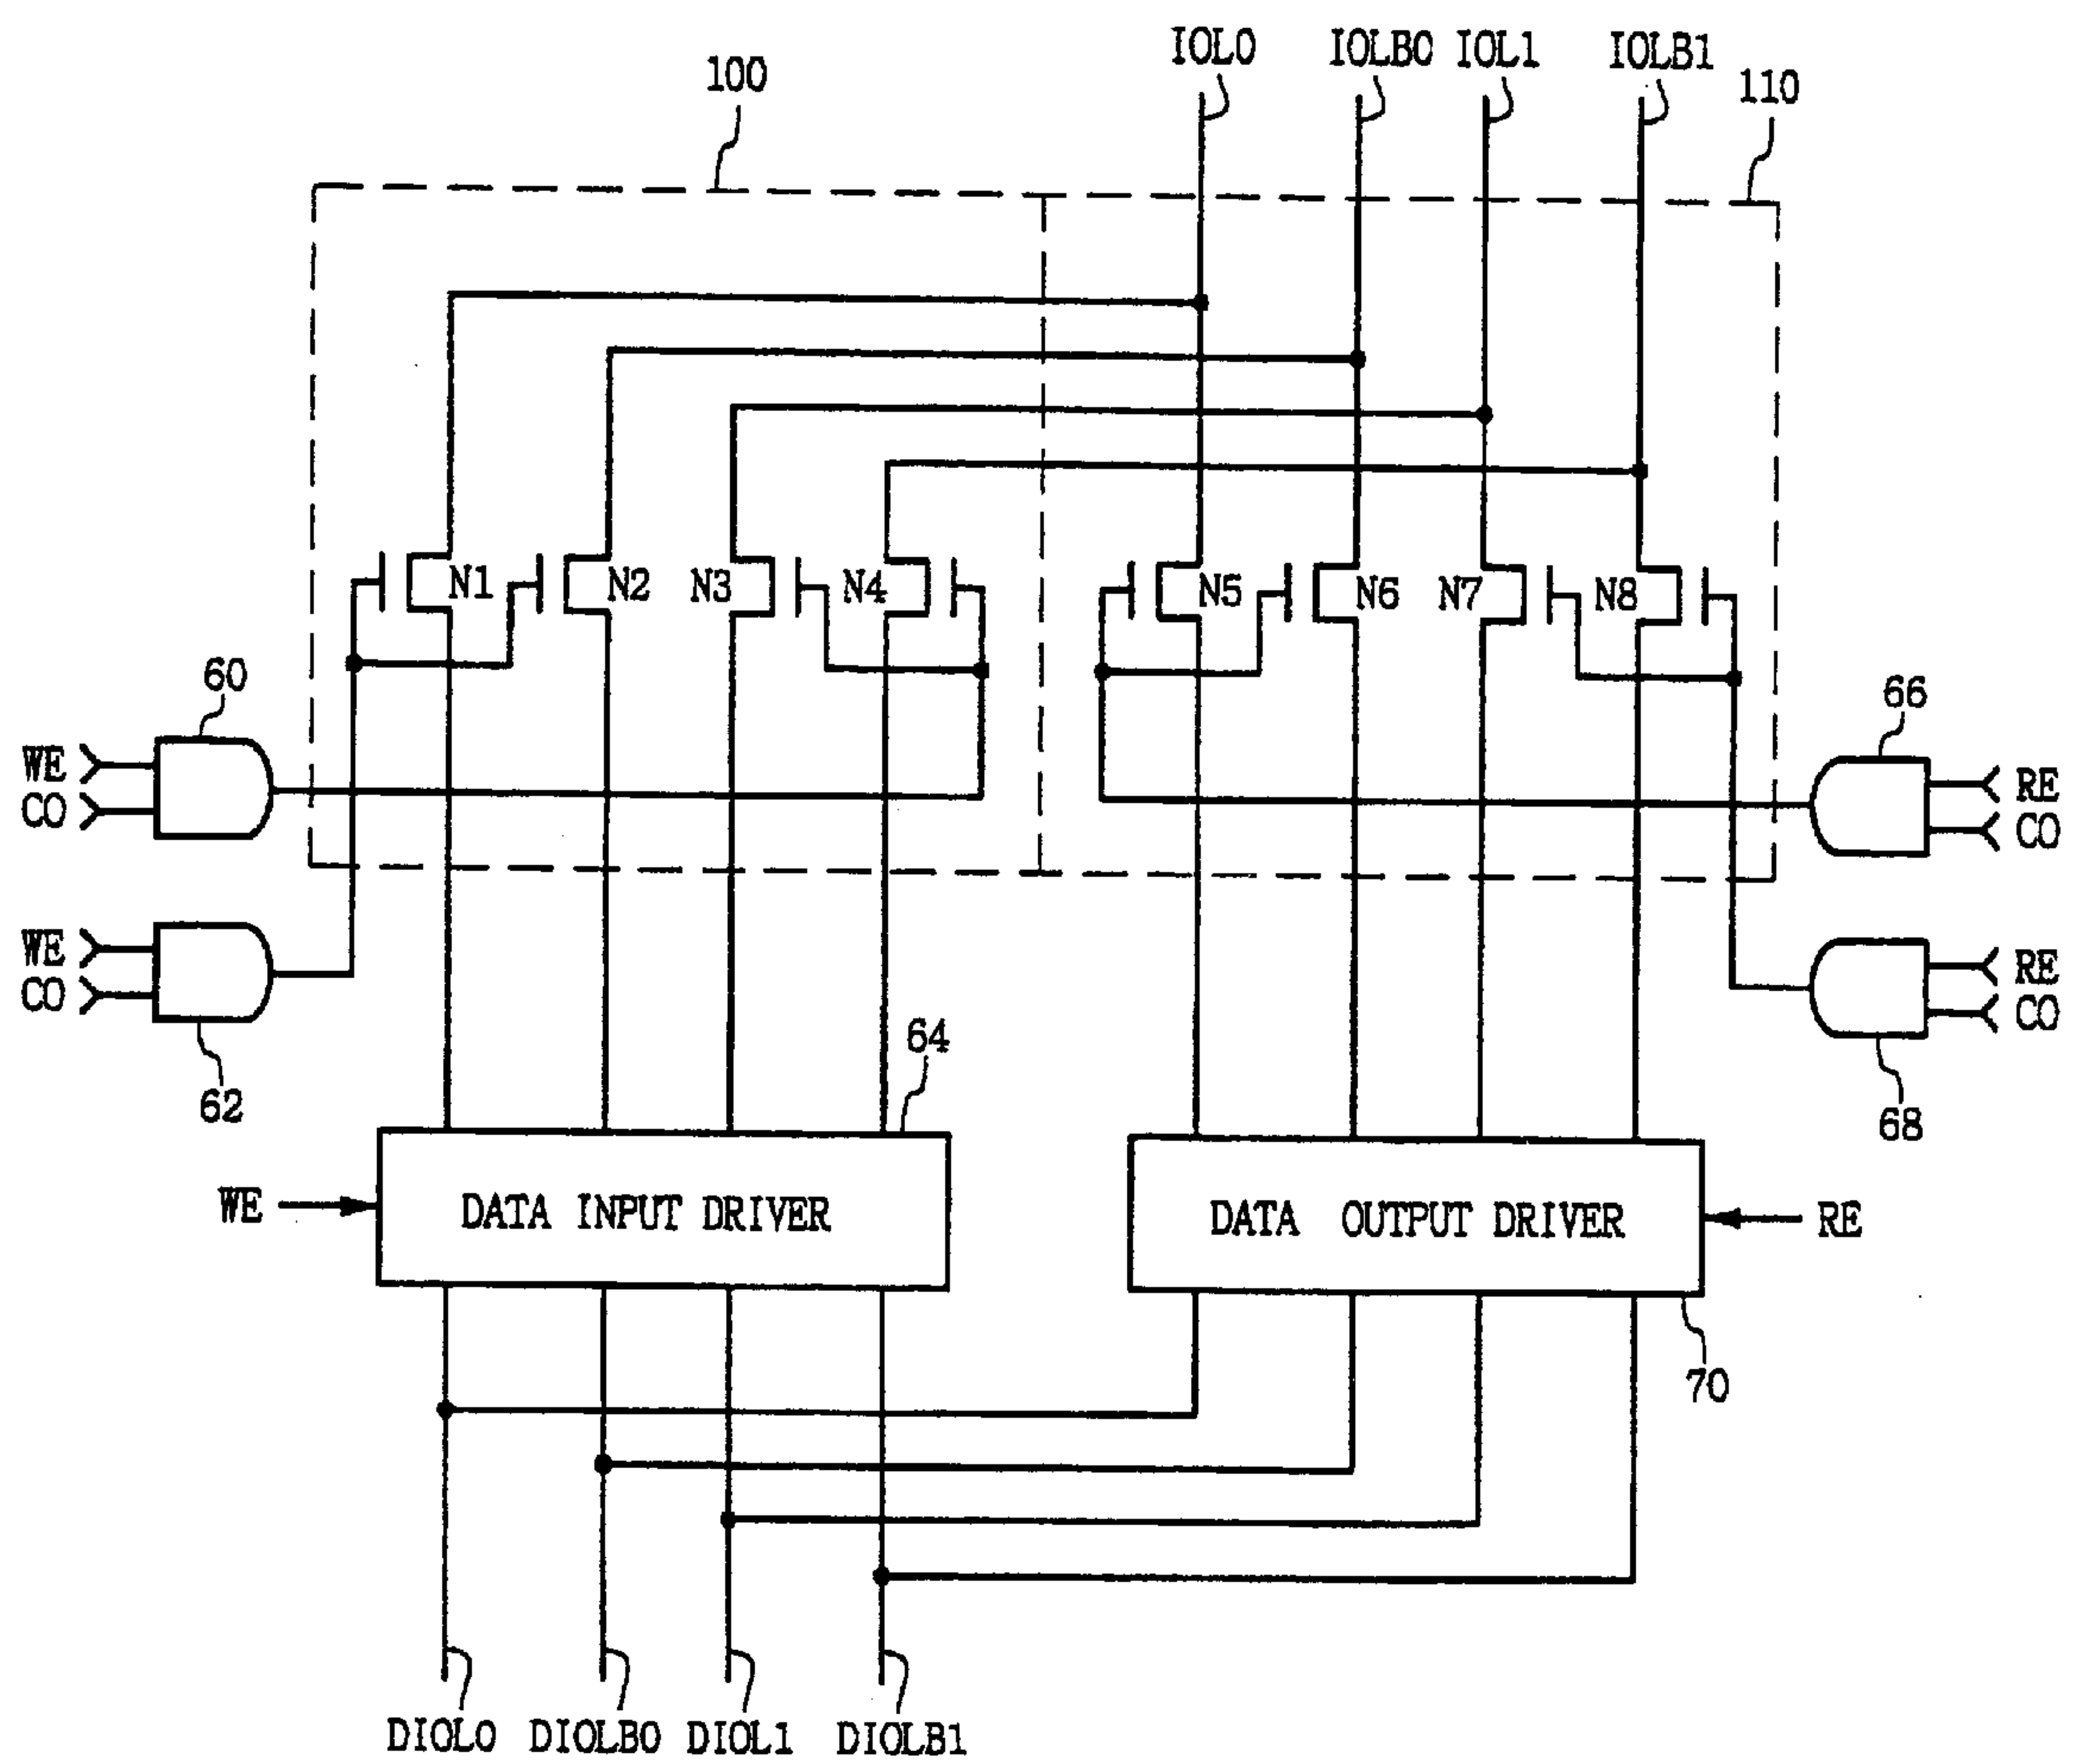 IOL0 IOLB0 IOL1 IOLB1
100
110
N1 N2 N3 N4 N5 N6 N7 N8
60
66
WE
CO
RE
CO
WE
CO
RE
CO
62
68
64
WE DATA INPUT DRIVER
DATA OUTPUT DRIVER RE
70
DIOL0 DIOLB0 DIOL1 DIOLB1